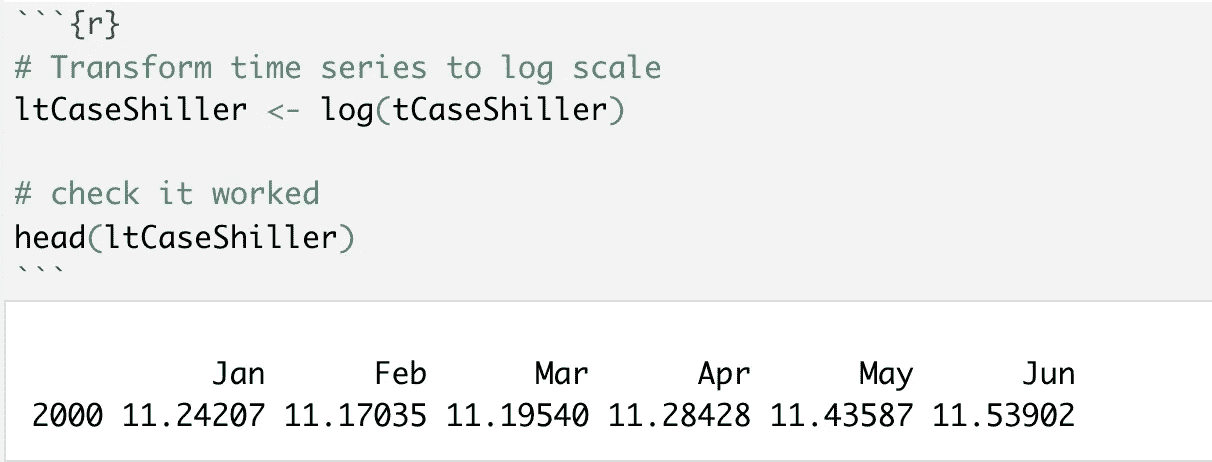 ```{r}
# Transform time series to log scale
ltCaseShiller <- log(tCaseShiller)
# check it worked
head(ltCaseShiller)
```
Jan Feb Mar Apr May Jun
2000 11.24207 11.17035 11.19540 11.28428 11.43587 11.53902